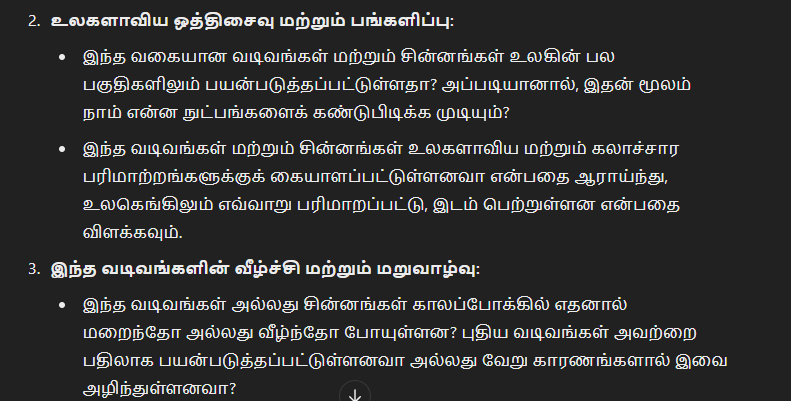 2. உலகளாவிய ஒத்திசைவு மற்றும் பங்களிப்பு:
• இந்த வகையான வடிவங்கள் மற்றும் சின்னங்கள் உலகின் பல
பகுதிகளிலும் பயன்படுத்தப்பட்டுள்ளதா? அப்படியானால், இதன் மூலம்
நாம் என்ன நுட்பங்களைக் கண்டுபிடிக்க முடியும்?
• இந்த வடிவங்கள் மற்றும் சின்னங்கள் உலகளாவிய மற்றும் கலாச்சார
பரிமாற்றங்களுக்குக் கையாளப்பட்டுள்ளனவா என்பதை ஆராய்ந்து,
உலகெங்கிலும் எவ்வாறு பரிமாறப்பட்டு, இடம் பெற்றுள்ளன என்பதை
விளக்கவும்.
3. இந்த வடிவங்களின் வீழ்ச்சி மற்றும் மறுவாழ்வு:
• இந்த வடிவங்கள் அல்லது சின்னங்கள் காலப்போக்கில் எதனால்
மறைந்தோ அல்லது வீழ்ந்தோ போயுள்ளன? புதிய வடிவங்கள் அவற்றை
பதிலாக பயன்படுத்தப்பட்டுள்ளனவா அல்லது வேறு காரணங்களால் இவை
அழிந்துள்ளனவா?